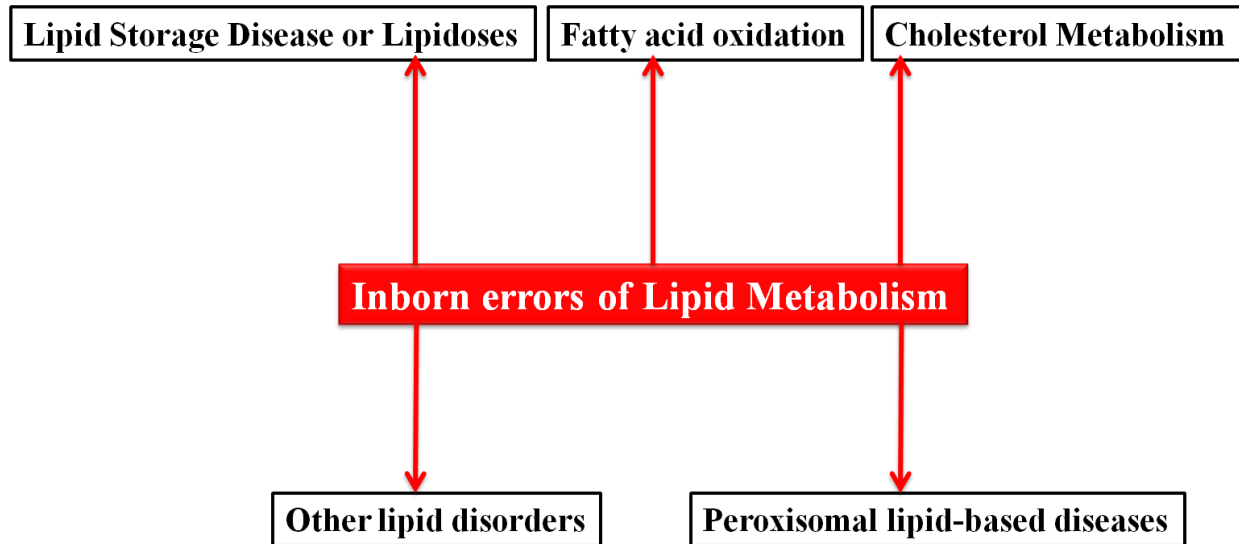 Lipid Storage Disease or Lipidoses
Fatty acid oxidation
Cholesterol Metabolism
Inborn errors of Lipid Metabolism
Other lipid disorders
Peroxisomal lipid-based diseases